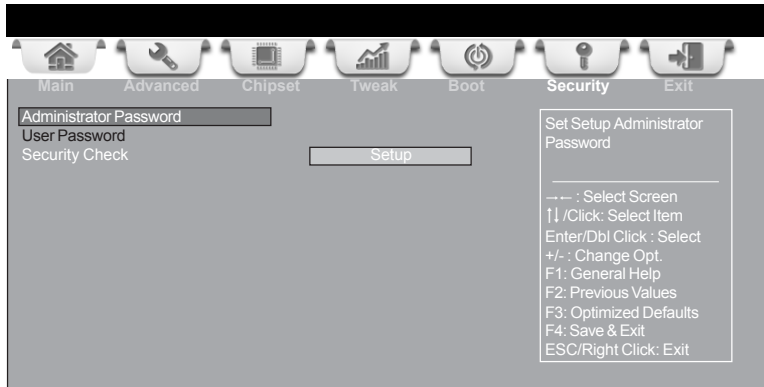 Main Advanced Chipset Tweak Boot Security Exit
Administrator Password
User Password
Security Check Setup
Set Setup Administrator
Password
→← : Select Screen
↑↓ /Click: Select Item
Enter/Dbl Click : Select
+/- : Change Opt.
F1: General Help
F2: Previous Values
F3: Optimized Defaults
F4: Save & Exit
ESC/Right Click: Exit